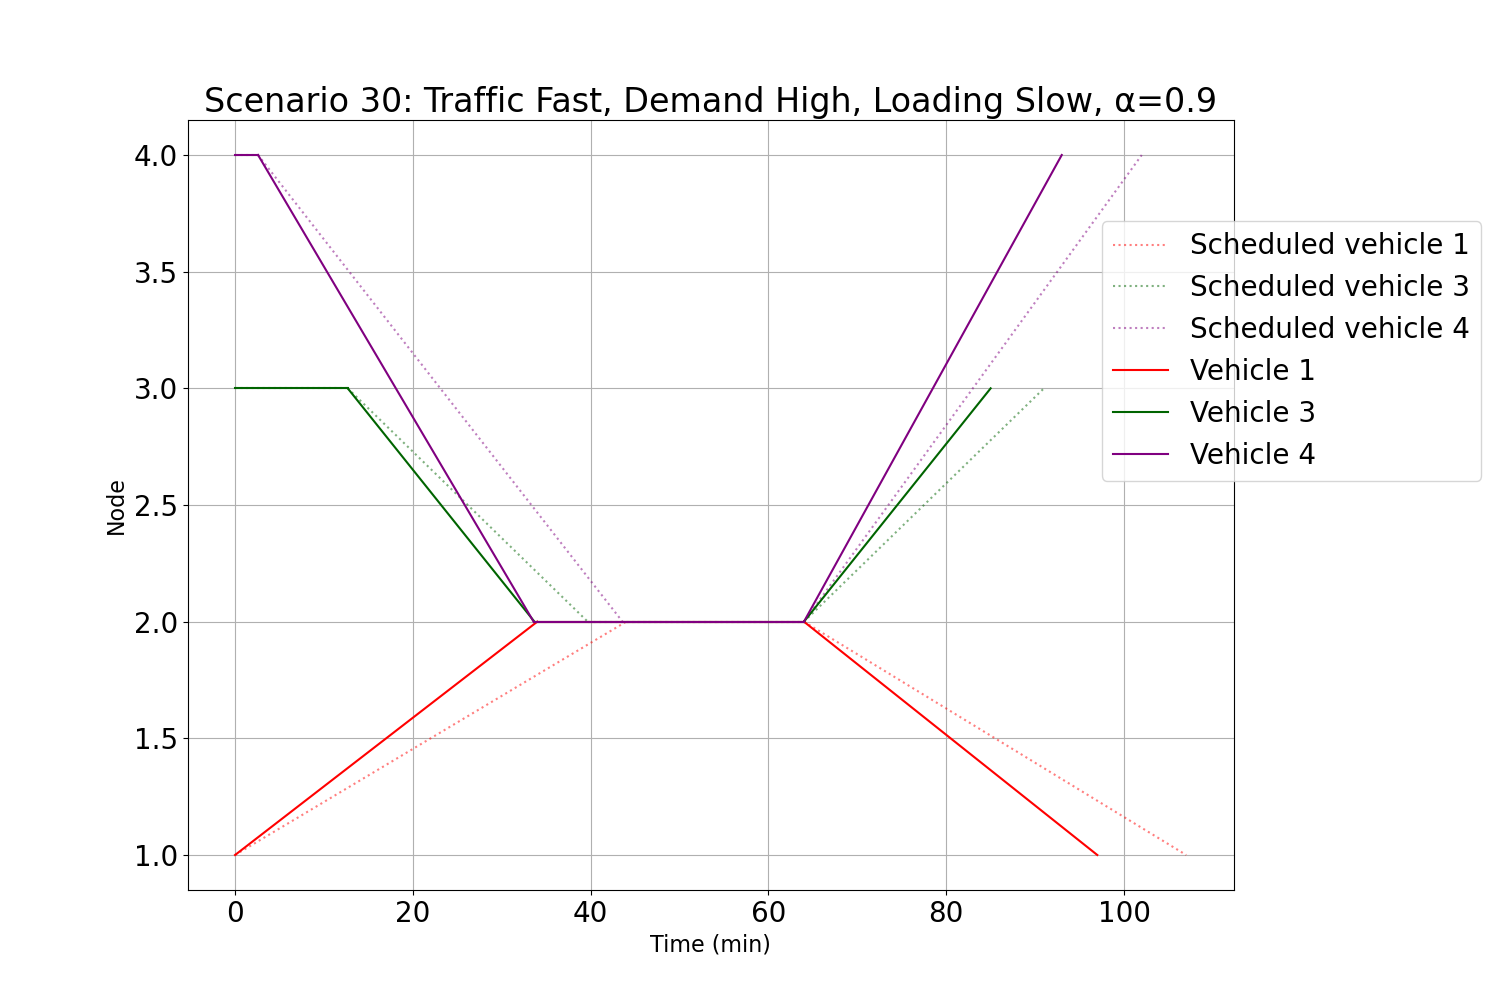 Scenario 30: Traffic Fast, Demand High, Loading Slow, α=0.9
4.0
3.5
3.0
2.5
2.0
1.5
1.0
Node
0 20 40 60 80 100
Time (min)
Scheduled vehicle 1
Scheduled vehicle 3
Scheduled vehicle 4
Vehicle 1
Vehicle 3
Vehicle 4